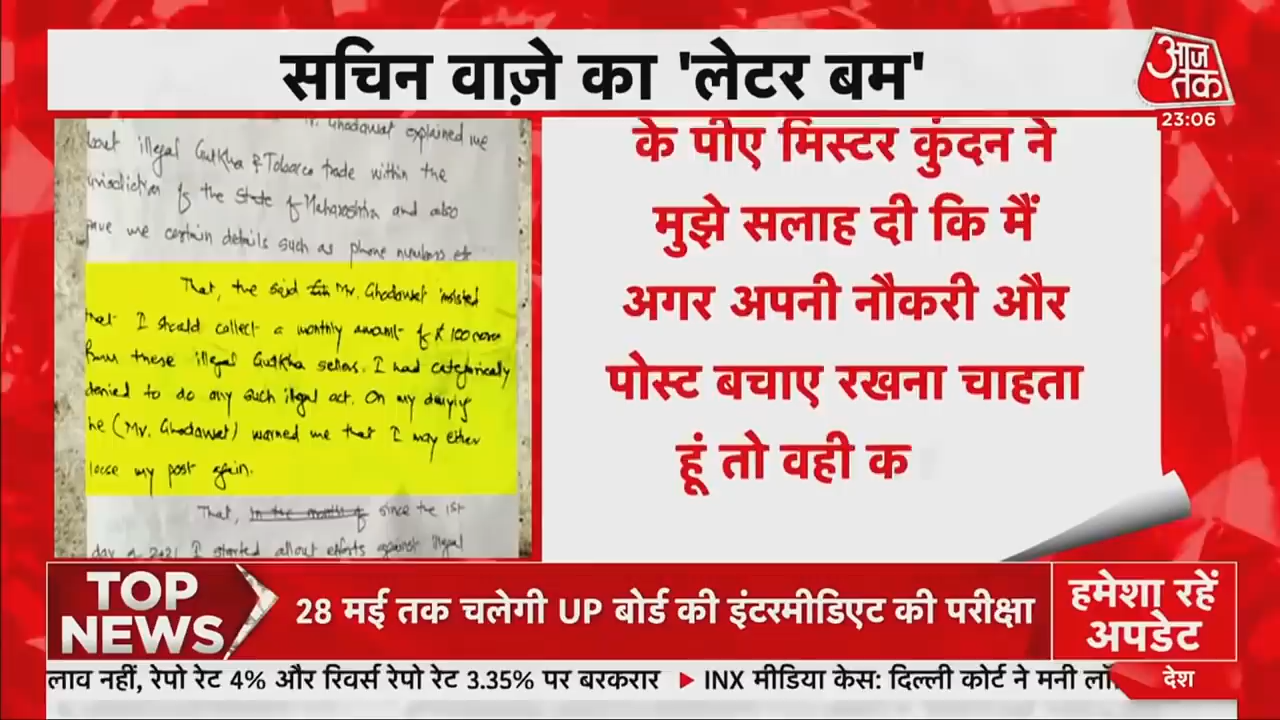 सचिन वाज़े का 'लेटर बम'
आज
तक
23:06
Mr. Ghodawat explained me
illegal Gutkha & Tobacco trade within the
of the State of Maharashtra and also
me certain details such as phone numbers etc
That, the said Mr. Ghodawat insisted
that I should collect a monthly amount of ₹ 100
from these illegal Gutkha sellers. I had categorically
denied to do any such illegal act. On my denying
he (Mr. Ghodawat) warned me that I may either
loose my post again.
That, in the month of since the 1st
day 2021 I started efforts against illegal
के पीए मिस्टर कुंदन ने
मुझे सलाह दी कि मैं
अगर अपनी नौकरी और
पोस्ट बचाए रखना चाहता
हूं तो वही क
TOP
NEWS
28 मई तक चलेगी UP बोर्ड की इंटरमीडिएट की परीक्षा
हमेशा रहें
अपडेट
लाव नहीं, रेपो रेट 4% और रिवर्स रेपो रेट 3.35% पर बरकरार ▶ INX मीडिया केस: दिल्ली कोर्ट ने मनी लॉ
देश